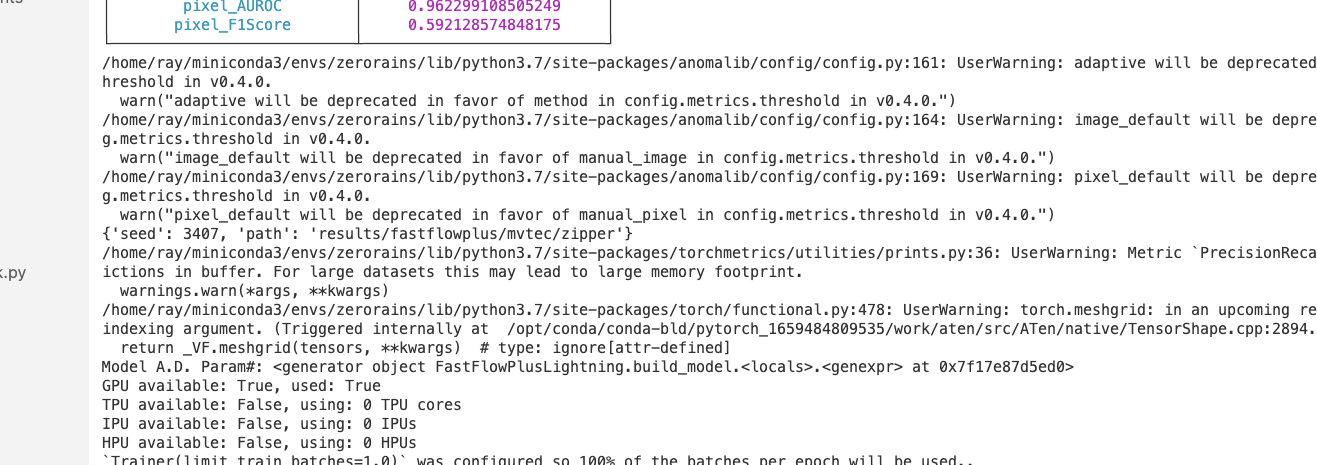 nts
pixel_AUROC 0.962299108505249
pixel_F1Score 0.592128574848175
/home/ray/miniconda3/envs/zerorains/lib/python3.7/site-packages/anomalib/config/config.py:161: UserWarning: adaptive will be deprecated
hreshold in v0.4.0.
warn("adaptive will be deprecated in favor of method in config.metrics.threshold in v0.4.0.")
/home/ray/miniconda3/envs/zerorains/lib/python3.7/site-packages/anomalib/config/config.py:164: UserWarning: image_default will be depre
g.metrics.threshold in v0.4.0.
warn("image_default will be deprecated in favor of manual_image in config.metrics.threshold in v0.4.0.")
/home/ray/miniconda3/envs/zerorains/lib/python3.7/site-packages/anomalib/config/config.py:169: UserWarning: pixel_default will be depre
g.metrics.threshold in v0.4.0.
warn("pixel_default will be deprecated in favor of manual_pixel in config.metrics.threshold in v0.4.0.")
{'seed': 3407, 'path': 'results/fastflowplus/mvtec/zipper'}
/home/ray/miniconda3/envs/zerorains/lib/python3.7/site-packages/torchmetrics/utilities/prints.py:36: UserWarning: Metric `PrecisionReca
k.py
ictions in buffer. For large datasets this may lead to large memory footprint.
warnings.warn(*args, **kwargs)
/home/ray/miniconda3/envs/zerorains/lib/python3.7/site-packages/torch/functional.py:478: UserWarning: torch.meshgrid: in an upcoming re
indexing argument. (Triggered internally at  /opt/conda/conda-bld/pytorch_1659484809535/work/aten/src/ATen/native/TensorShape.cpp:2894.
return _VF.meshgrid(tensors, **kwargs)  # type: ignore[attr-defined]
Model A.D. Param#: <generator object FastFlowPlusLightning.build_model.<locals>.<genexpr> at 0x7f17e87d5ed0>
GPU available: True, used: True
TPU available: False, using: 0 TPU cores
IPU available: False, using: 0 IPUs
HPU available: False, using: 0 HPUs
`Trainer(limit_train_batches=1.0)` was configured so 100% of the batches per epoch will be used..